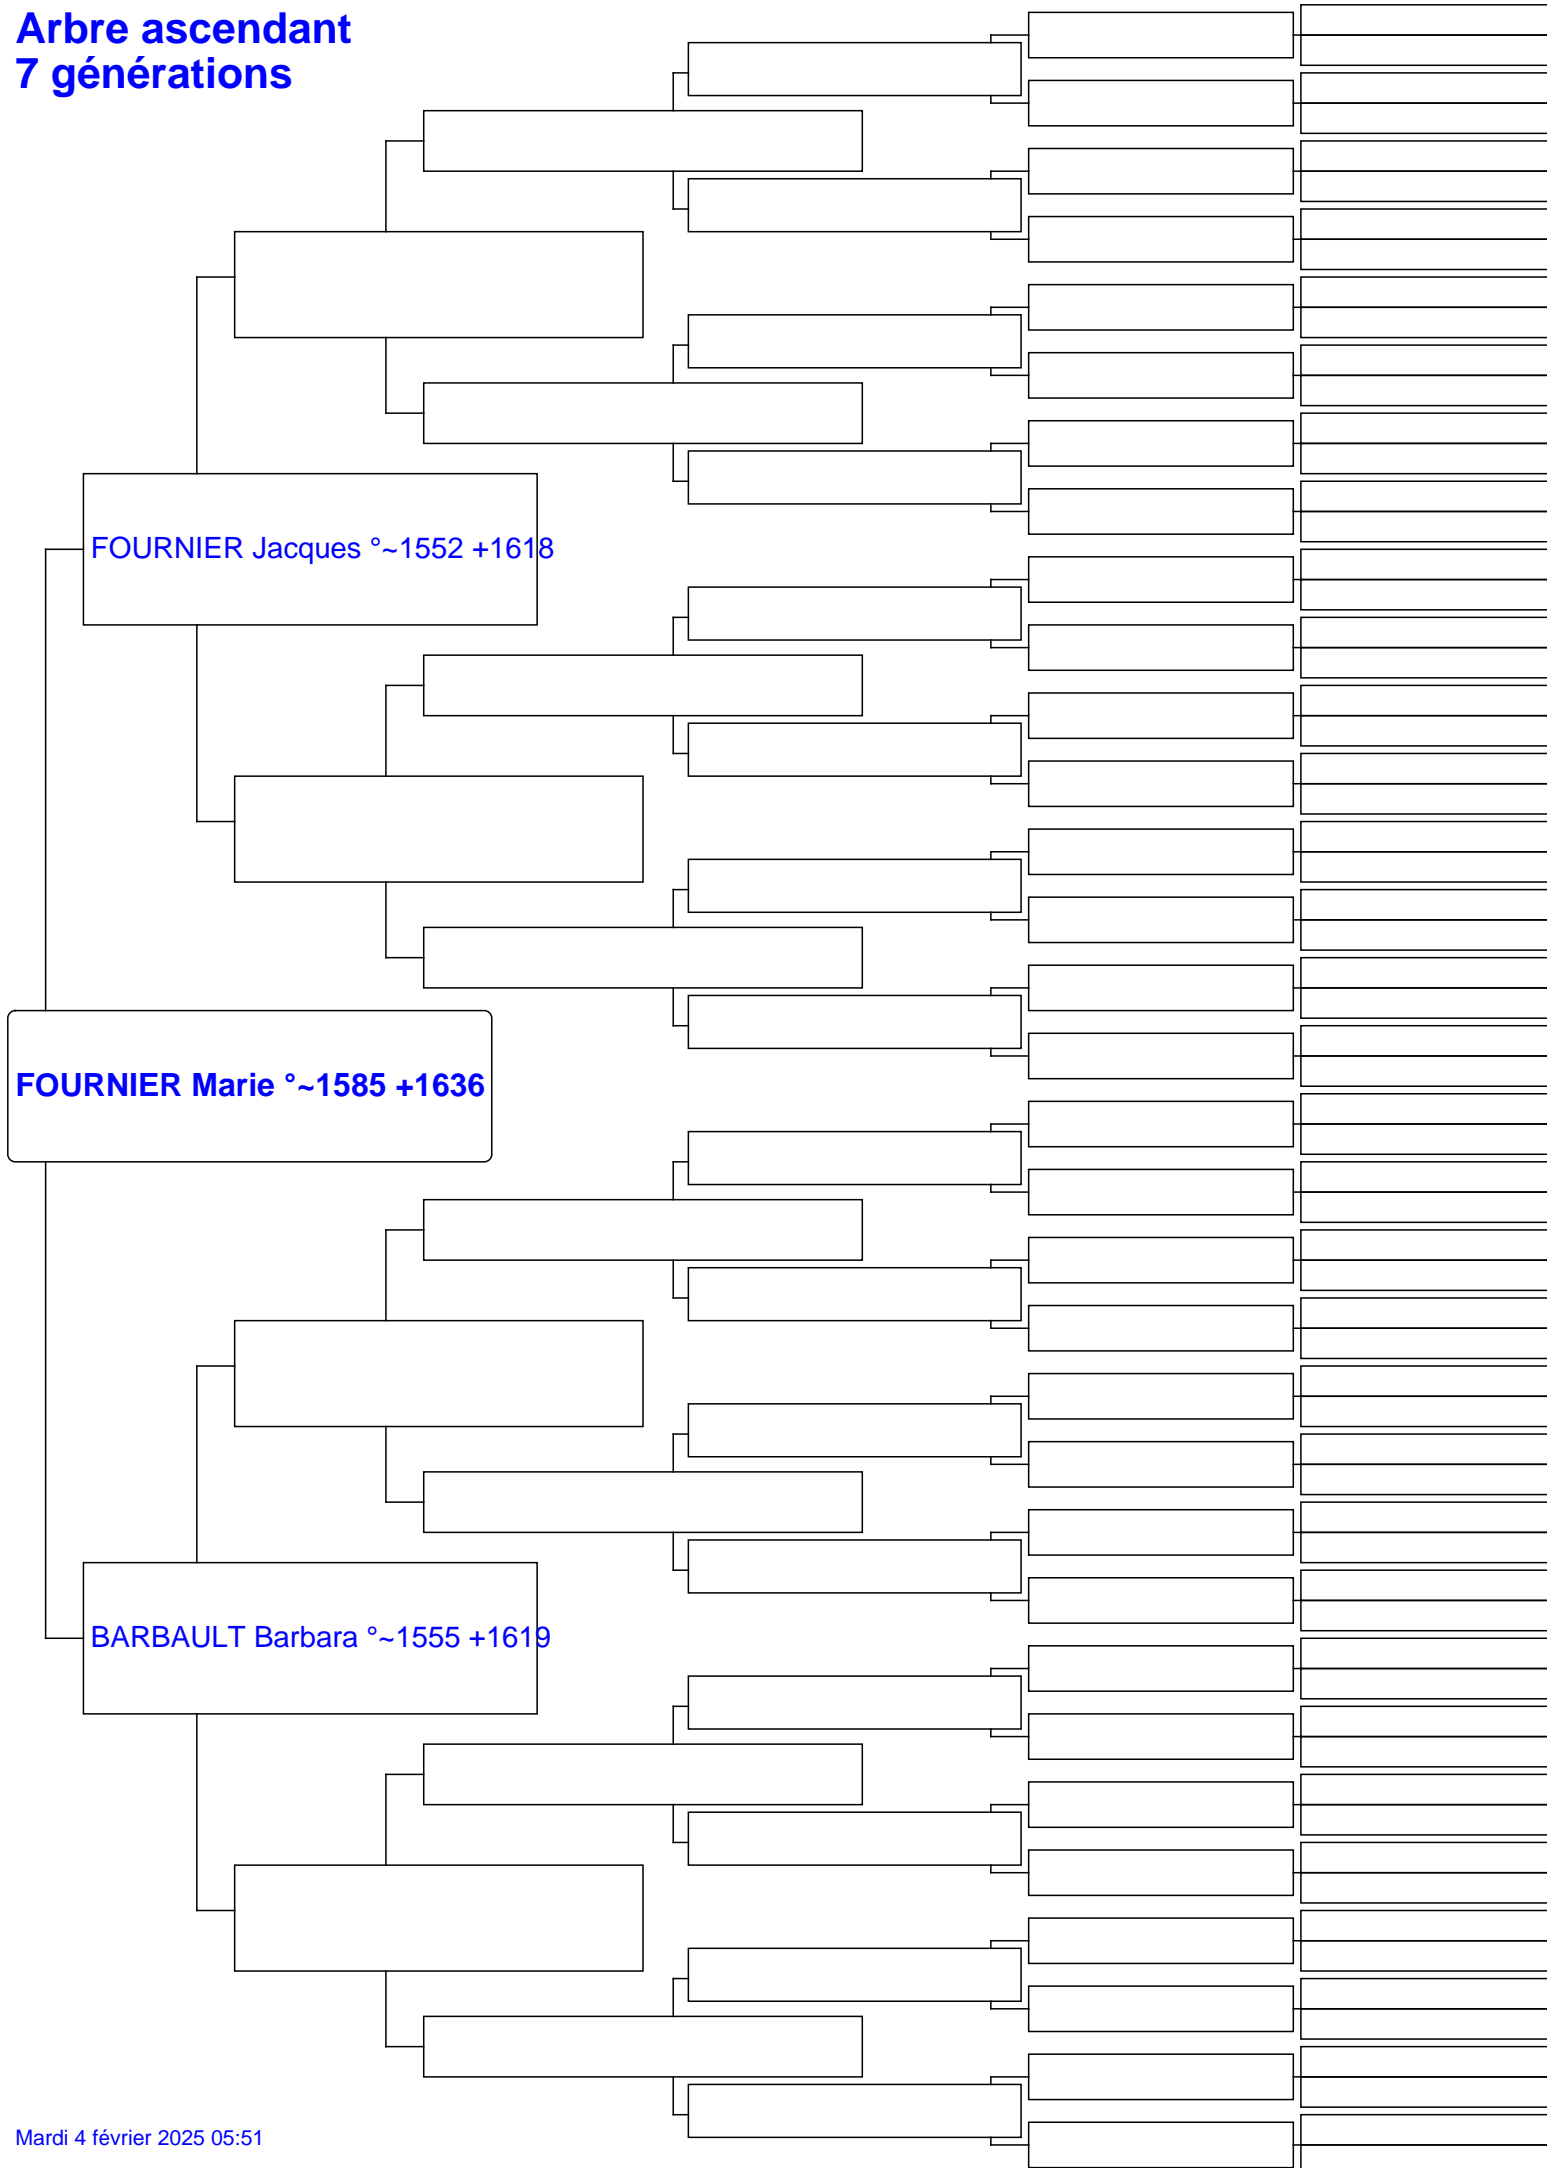 Arbre ascendant
7 générations
FOURNIER Jacques °~1552 +1618
FOURNIER Marie °~1585 +1636
BARBAULT Barbara °~1555 +1619
Mardi 4 février 2025 05:51